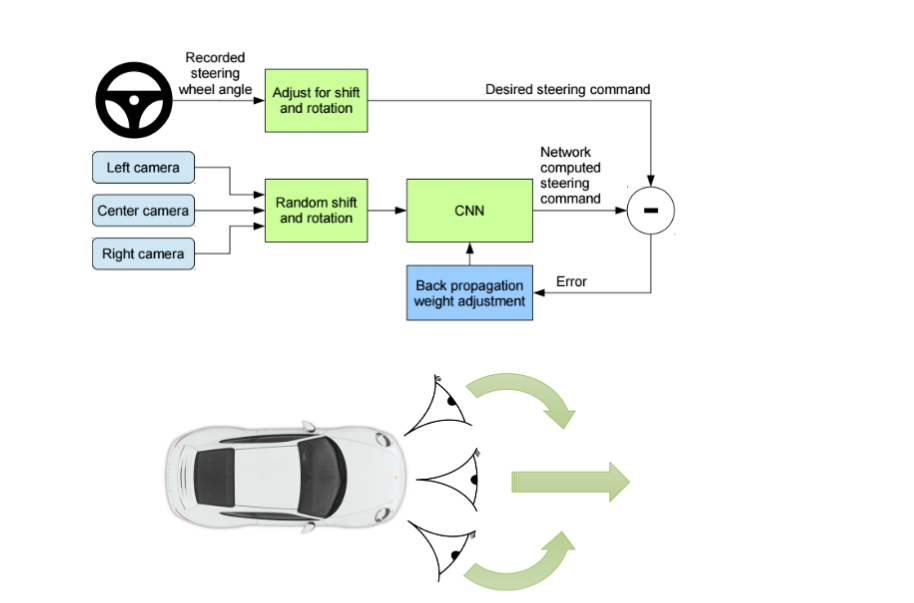 Recorded
steering
wheel angle
Adjust for shift
and rotation
Desired steering command
Left camera
Center camera
Right camera
Random shift
and rotation
CNN
Network
computed
steering
command
-
Back propagation
weight adjustment
Error